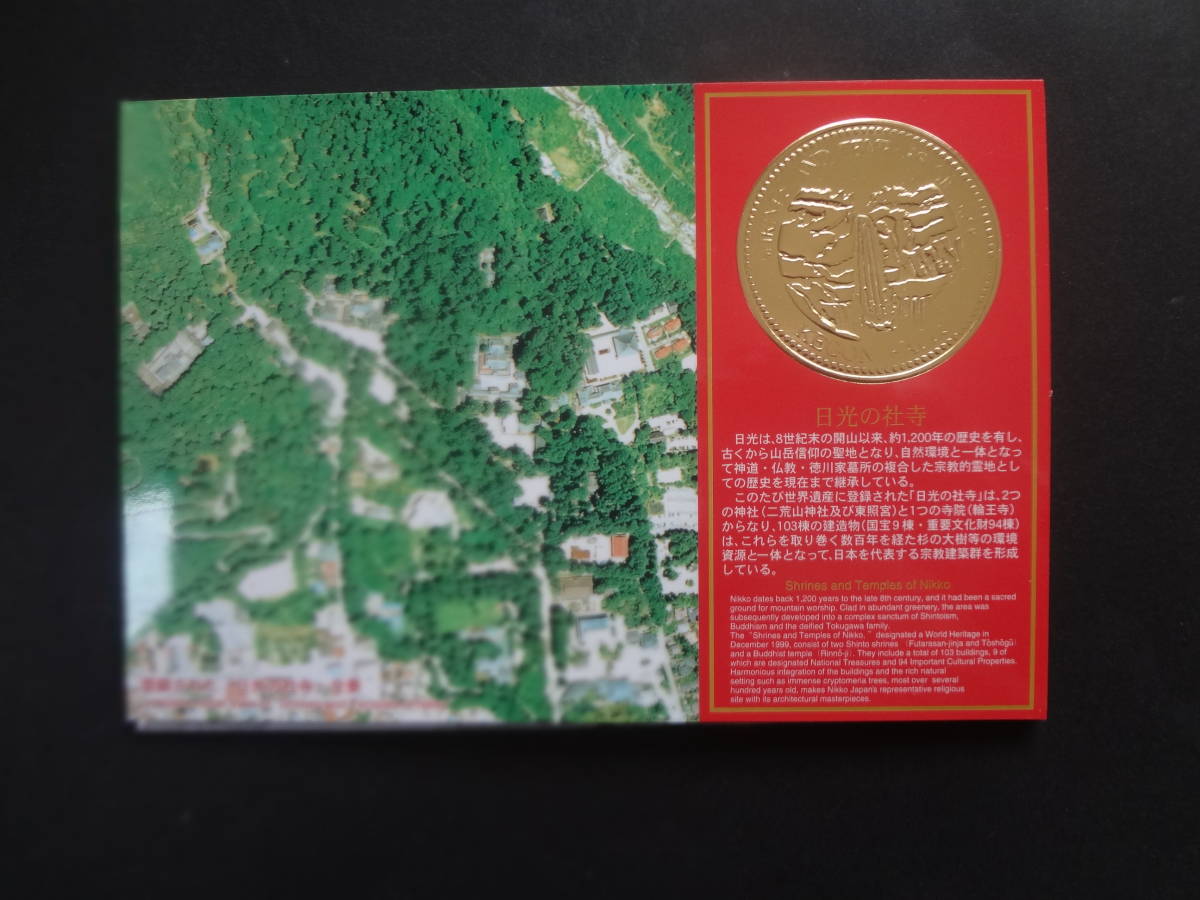 日光の社寺
日光は、8世紀末の開山以来、約1,200年の歴史を有し、
古くから山岳信仰の聖地となり、自然環境と一体となっ
て神道・仏教・徳川家墓所の複合した宗教的霊地とし
ての歴史を現在まで継承している。
このたび世界遺産に登録された「日光の社寺」は、2つ
の神社(二荒山神社及び東照宮)と1つの寺院(輪王寺)
からなり、103棟の建造物(国宝9棟・重要文化財94棟)
は、これらを取り巻く数百年を経た杉の大樹等の環境
資源と一体となって、日本を代表する宗教建築群を形成
している。
Shrines and Temples of Nikko
Nikko dates back 1,200 years to the late 8th century, and it had been a sacred
ground for mountain worship. Clad in abundant greenery, the area was
subsequently developed into a complex sanctum of Shintoism,
Buddhism and the deified Tokugawa family.
The "Shrines and Temples of Nikko, " designated a World Heritage in
December 1999, consist of two Shinto shrines (Futarasan-jinja and Tōshōgū)
and a Buddhist temple (Rinnō-ji). They include a total of 103 buildings, 9 of
which are designated National Treasures and 94 Important Cultural Properties.
Harmonious integration of the buildings and the rich natural
setting such as immense cryptomeria trees, most over several
hundred years old, makes Nikko Japan's representative religious
site with its architectural masterpieces.